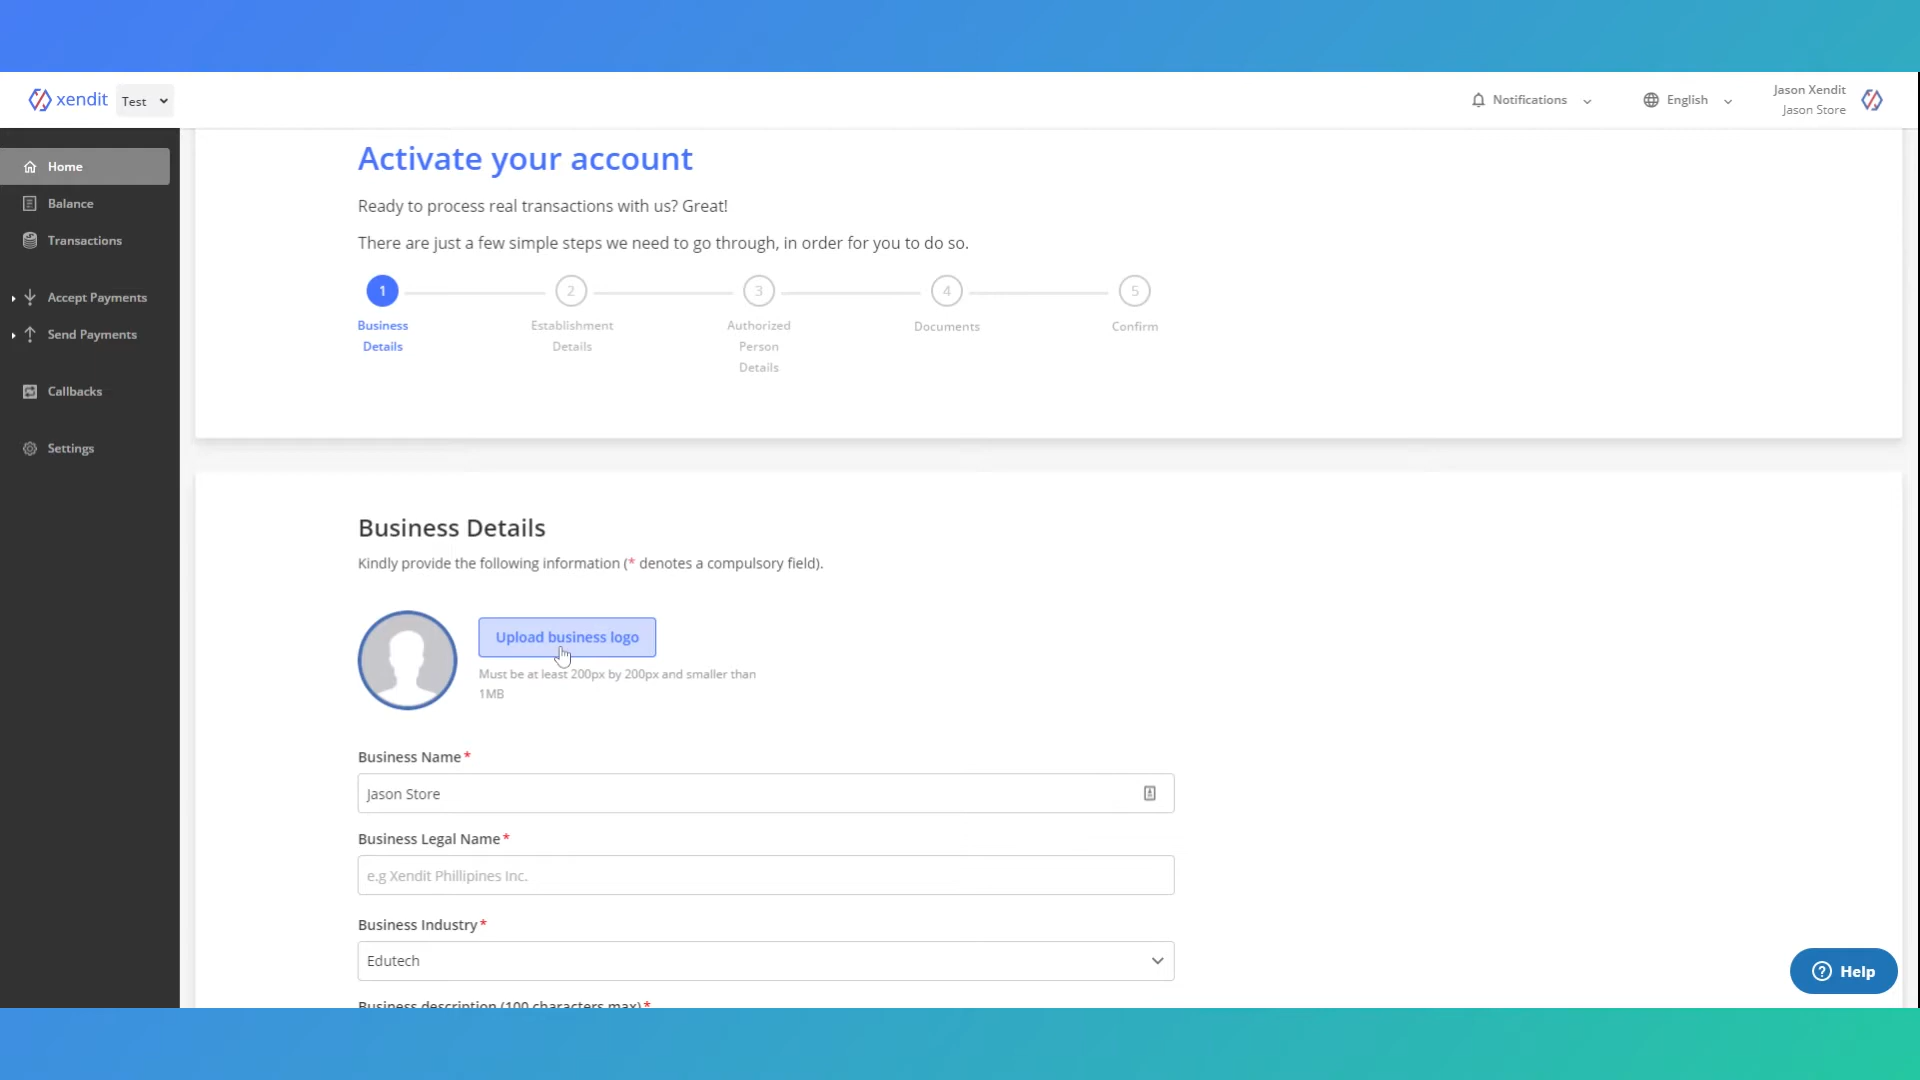 xendit
Test
Notifications
English
Jason Xendit
Jason Store
Home
Balance
Transactions
Accept Payments
Send Payments
Callbacks
Settings
Activate your account
Ready to process real transactions with us? Great!
There are just a few simple steps we need to go through, in order for you to do so.
1
2
3
4
5
Business
Details
Establishment
Details
Authorized
Person
Details
Documents
Confirm
Business Details
Kindly provide the following information (* denotes a compulsory field).
Upload business logo
Must be at least 200px by 200px and smaller than
1MB
Business Name*
Jason Store
Business Legal Name*
e.g Xendit Phillipines Inc.
Business Industry*
Edutech
Business description (100 characters max)*
Help